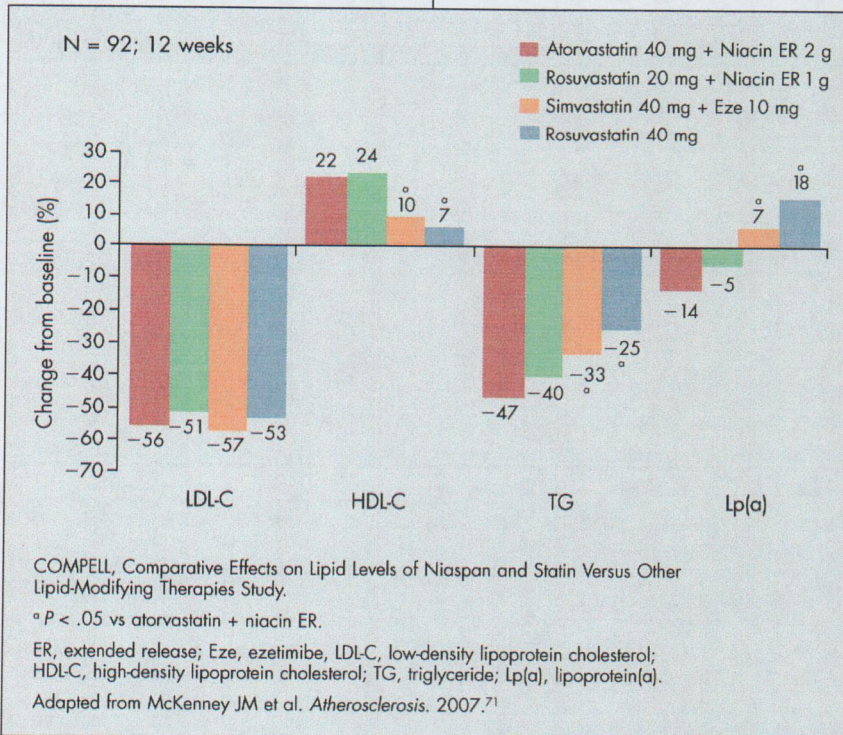 N = 92; 12 weeks
Atorvastatin 40 mg + Niacin ER 2 g
Rosuvastatin 20 mg + Niacin ER 1 g
Simvastatin 40 mg + Eze 10 mg
Rosuvastatin 40 mg
Change from baseline (%)
30
20
10
0
−10
−20
−30
−40
−50
−60
−70
22 24 a 10 a 7 a 7 a 18
−56 −51 −57 −53
−47 −40 −33 a −25 a
−14 −5
LDL-C HDL-C TG Lp(a)
COMPELL, Comparative Effects on Lipid Levels of Niaspan and Statin Versus Other
Lipid-Modifying Therapies Study.
a P < .05 vs atorvastatin + niacin ER.
ER, extended release; Eze, ezetimibe, LDL-C, low-density lipoprotein cholesterol;
HDL-C, high-density lipoprotein cholesterol; TG, triglyceride; Lp(a), lipoprotein(a).
Adapted from McKenney JM et al. Atherosclerosis. 2007.71